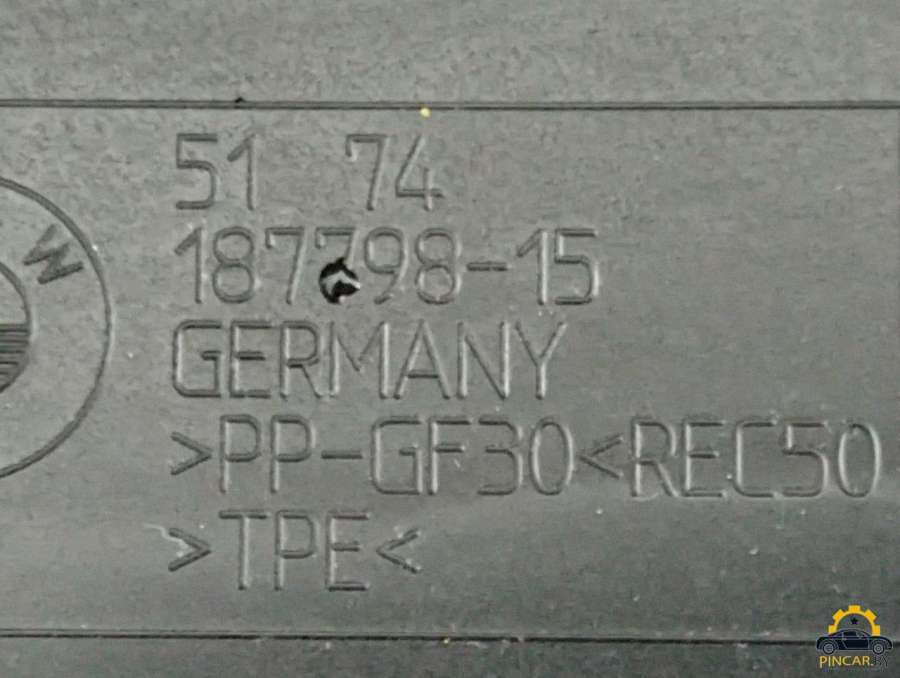 51 74
187798-15
GERMANY
>PP-GF30<REC50
>TPE<
W
PINCAR.BY